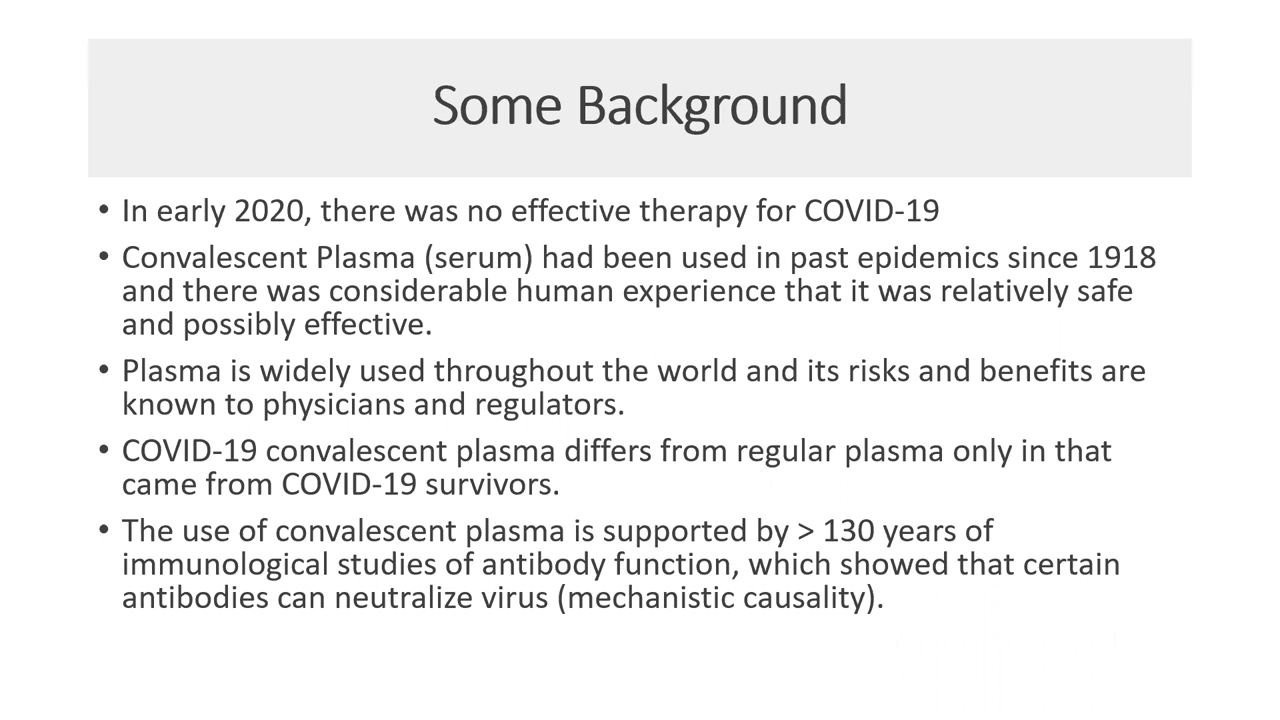 Some Background
• In early 2020, there was no effective therapy for COVID-19
• Convalescent Plasma (serum) had been used in past epidemics since 1918
and there was considerable human experience that it was relatively safe
and possibly effective.
• Plasma is widely used throughout the world and its risks and benefits are
known to physicians and regulators.
• COVID-19 convalescent plasma differs from regular plasma only in that
came from COVID-19 survivors.
• The use of convalescent plasma is supported by > 130 years of
immunological studies of antibody function, which showed that certain
antibodies can neutralize virus (mechanistic causality).